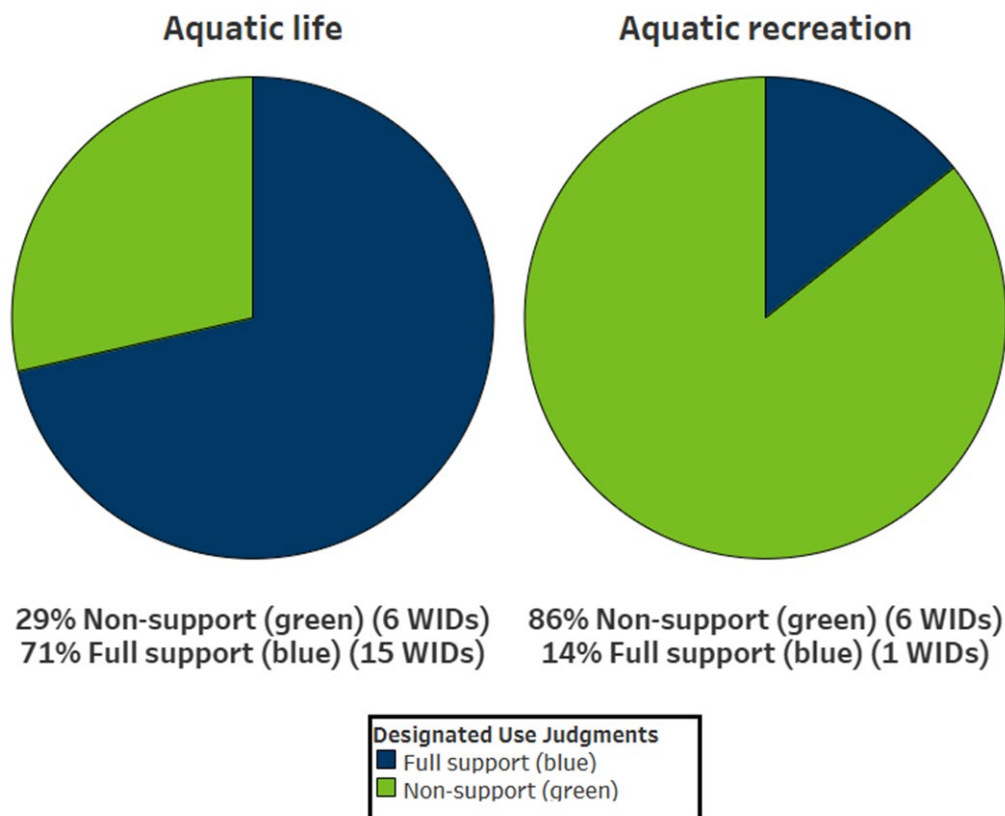 Aquatic life
Aquatic recreation
29% Non-support (green) (6 WIDs)
71% Full support (blue) (15 WIDs)
86% Non-support (green) (6 WIDs)
14% Full support (blue) (1 WIDs)
Designated Use Judgments
Full support (blue)
Non-support (green)